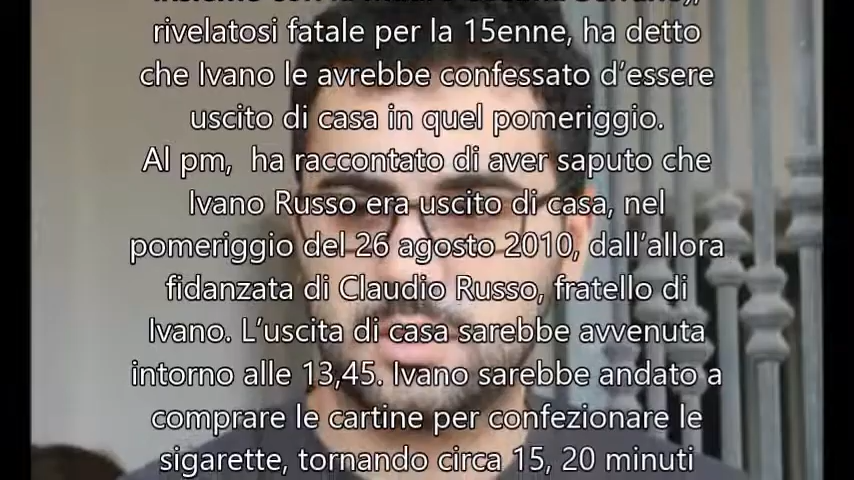 rivelatosi fatale per la 15enne, ha detto
che Ivano le avrebbe confessato d'essere
uscito di casa in quel pomeriggio.
Al pm, ha raccontato di aver saputo che
Ivano Russo era uscito di casa, nel
pomeriggio del 26 agosto 2010, dall'allora
fidanzata di Claudio Russo, fratello di
Ivano. L'uscita di casa sarebbe avvenuta
intorno alle 13,45. Ivano sarebbe andato a
comprare le cartine per confezionare le
sigarette, tornando circa 15, 20 minuti